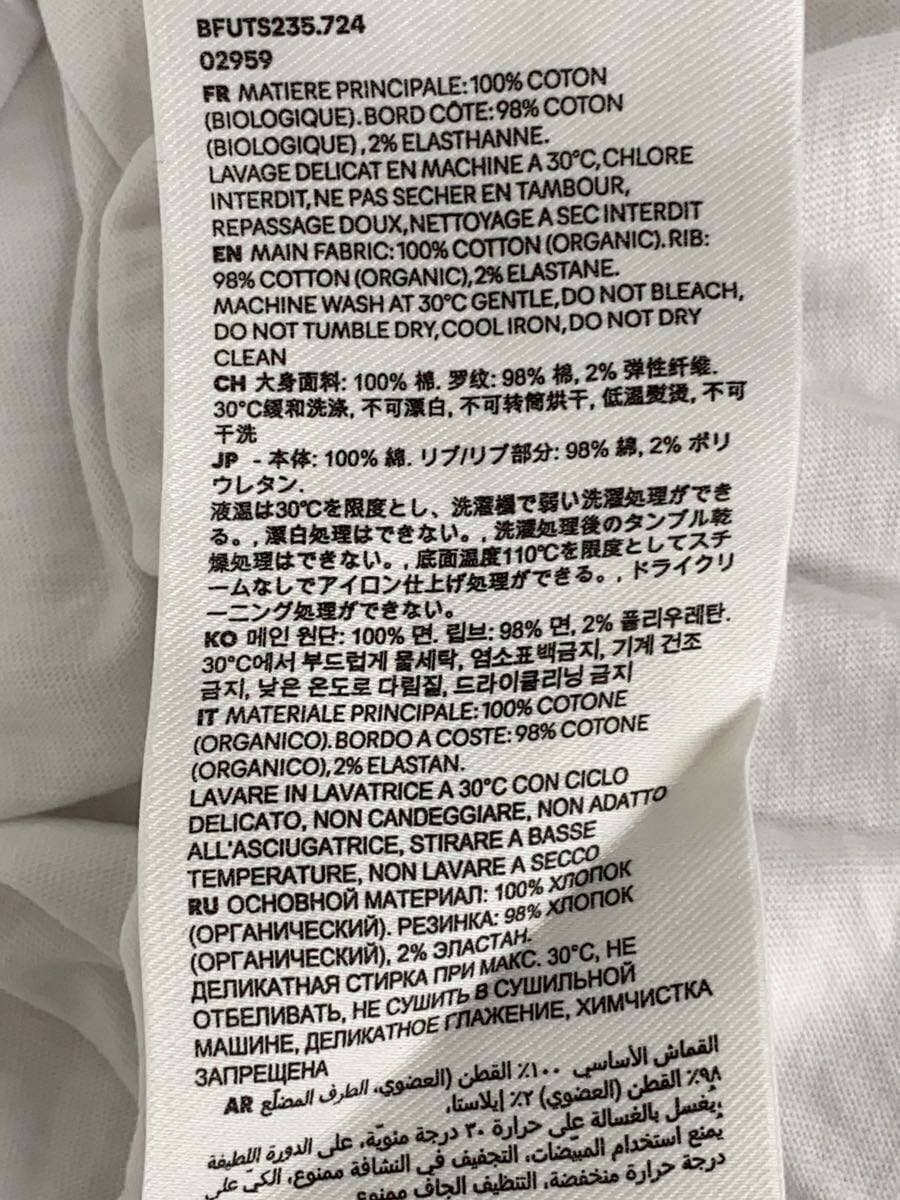 BFUTS235.724
02959
FR MATIERE PRINCIPALE:100% COTON
(BIOLOGIQUE).BORD CÔTE:98% COTON
(BIOLOGIQUE),2% ELASTHANNE.
LAVAGE DELICAT EN MACHINE A 30°C,CHLORE
INTERDIT,NE PAS SECHER EN TAMBOUR,
REPASSAGE DOUX,NETTOYAGE A SEC INTERDIT
EN MAIN FABRIC:100% COTTON (ORGANIC).RIB:
98% COTTON (ORGANIC),2% ELASTANE.
MACHINE WASH AT 30°C GENTLE,DO NOT BLEACH,
DO NOT TUMBLE DRY,COOL IRON,DO NOT DRY
CLEAN
CH 大身面料: 100% 棉. 罗纹: 98% 棉, 2% 弹性纤维.
30°C缓和洗涤, 不可漂白, 不可转筒烘干, 低温熨烫, 不可
干洗
JP - 本体: 100% 綿. リブ/リブ部分: 98% 綿, 2% ポリ
ウレタン.
液温は30℃を限度とし、洗濯機で弱い洗濯処理ができ
る。, 漂白処理はできない。, 洗濯処理後のタンブル乾
燥処理はできない。, 底面温度110℃を限度としてスチ
ームなしでアイロン仕上げ処理ができる。, ドライクリ
ーニング処理ができない。
KO 메인 원단: 100% 면. 립브: 98% 면, 2% 폴리우레탄.
30°C에서 부드럽게 물세탁, 염소표백금지, 기계 건조
금지, 낮은 온도로 다림질, 드라이클리닝 금지
IT MATERIALE PRINCIPALE:100% COTONE
(ORGANICO).BORDO A COSTE:98% COTONE
(ORGANICO),2% ELASTAN.
LAVARE IN LAVATRICE A 30°C CON CICLO
DELICATO, NON CANDEGGIARE, NON ADATTO
ALL'ASCIUGATRICE, STIRARE A BASSE
TEMPERATURE, NON LAVARE A SECCO
RU ОСНОВНОЙ МАТЕРИАЛ: 100% ХЛОПОК
(ОРГАНИЧЕСКИЙ). РЕЗИНКА: 98% ХЛОПОК
(ОРГАНИЧЕСКИЙ), 2% ЭЛАСТАН.
ДЕЛИКАТНАЯ СТИРКА ПРИ МАКС. 30°C, НЕ
ОТБЕЛИВАТЬ, НЕ СУШИТЬ В СУШИЛЬНОЙ
МАШИНЕ, ДЕЛИКАТНОЕ ГЛАЖЕНИЕ, ХИМЧИСТКА
ЗАПРЕЩЕНА
AR القماش الأساسي ١٠٠٪ القطن (العضوي، الطرف المضلّع
٩٨٪ القطن (العضوي) ٢٪ إيلاستا،
يُغسل بالغسالة على حرارة ٣٠ درجة مئويّة، على الدورة اللطيفة
يُمنع استخدام المبيّضات، التجفيف في النشافة ممنوع، الكي على
درجة حرارة منخفضة، التنظيف الجاف ممنوع